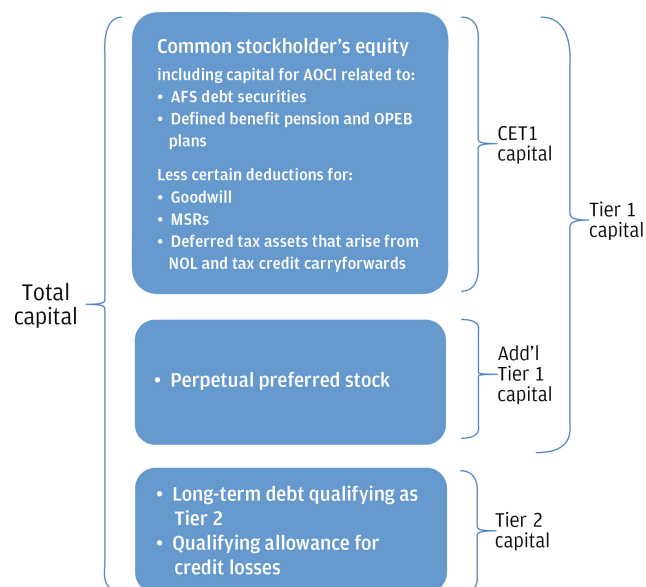 Total
capital
Common stockholder's equity
including capital for AOCI related to:
• AFS debt securities
• Defined benefit pension and OPEB
plans
Less certain deductions for:
• Goodwill
• MSRs
• Deferred tax assets that arise from
NOL and tax credit carryforwards
CET1
capital
Tier 1
capital
• Perpetual preferred stock
Add'l
Tier 1
capital
• Long-term debt qualifying as
Tier 2
• Qualifying allowance for
credit losses
Tier 2
capital